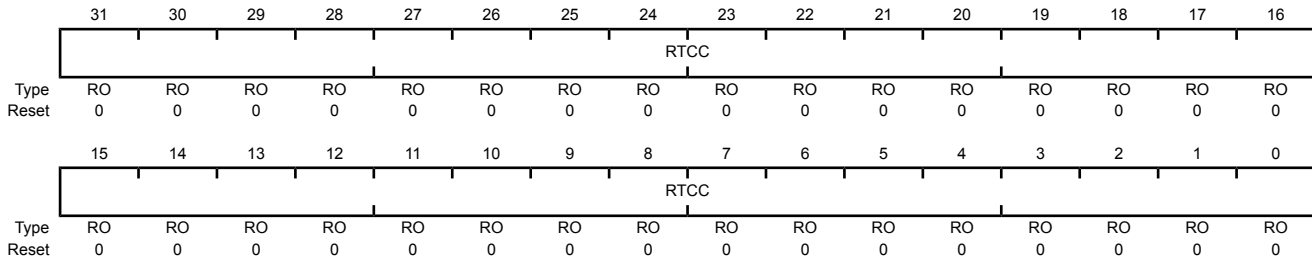 31 30 29 28 27 26 25 24 23 22 21 20 19 18 17 16
RTCC
Type RO RO RO RO RO RO RO RO RO RO RO RO RO RO RO RO
Reset 0 0 0 0 0 0 0 0 0 0 0 0 0 0 0 0
15 14 13 12 11 10 9 8 7 6 5 4 3 2 1 0
RTCC
Type RO RO RO RO RO RO RO RO RO RO RO RO RO RO RO RO
Reset 0 0 0 0 0 0 0 0 0 0 0 0 0 0 0 0